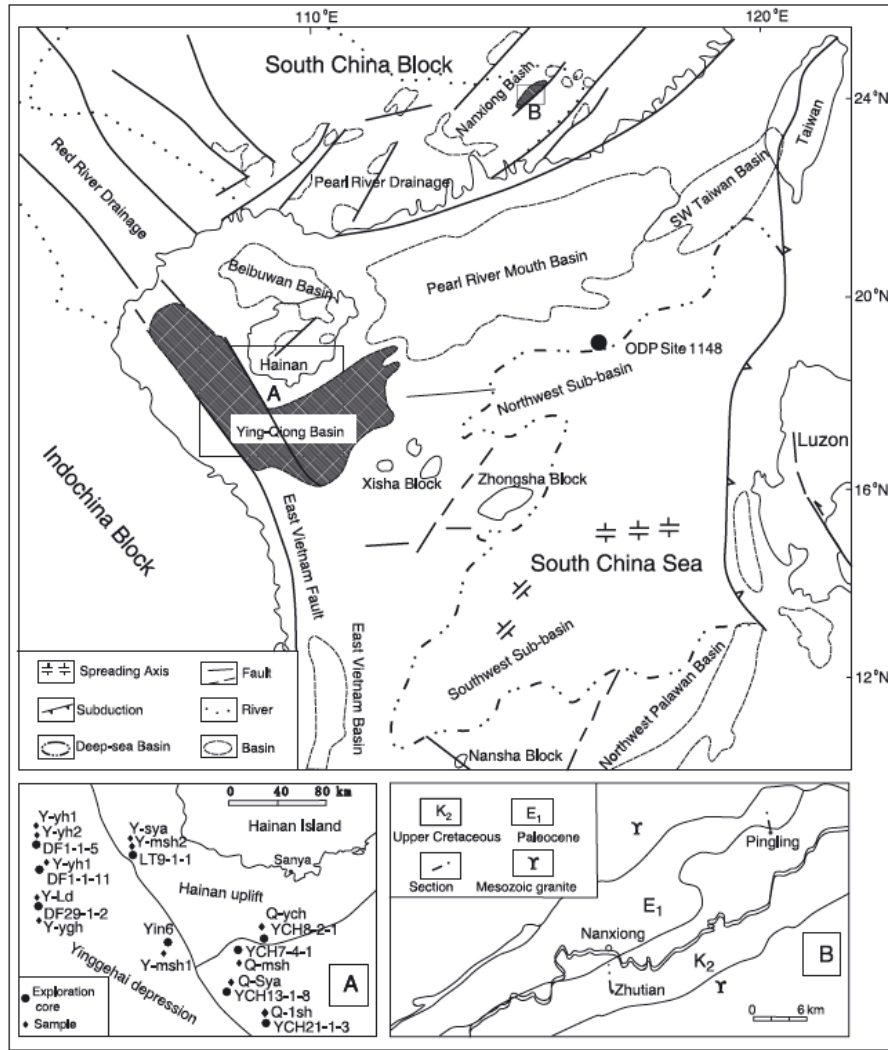 110°E
120°E
South China Block
24°N
Nanxiong Basin
B
Taiwan
Red River Drainage
Pearl River Drainage
SW Taiwan Basin
Beibuwan Basin
Pearl River Mouth Basin
20°N
ODP Site 1148
Hainan
A
Northwest Sub-basin
Ying-Qiong Basin
Luzon
Xisha Block
Zhongsha Block
16°N
Indochina Block
East Vietnam Fault
South China Sea
East Vietnam Basin
Southwest Sub-basin
12°N
Northwest Palawan Basin
Nansha Block
Spreading Axis
Fault
Subduction
River
Deep-sea Basin
Basin
0 40 80 km
Y-yh1
Y-yh2
DF1-1-5
Y-yh1
DF1-1-11
Y-Ld
DF29-1-2
Y-ygh
Y-sya
Y-msh2
LT9-1-1
Hainan Island
Sanya
Hainan uplift
Q-ych
YCH8-2-1
Yin6
Y-msh1
YCH7-4-1
Q-msh
Q-Sya
YCH13-1-8
Q-1sh
YCH21-1-3
Yinggehai depression
Exploration core
Sample
A
K2
Upper Cretaceous
E1
Paleocene
Section
ϒ
Mesozoic granite
ϒ
Pingling
E1
Nanxiong
K2
Zhutian
ϒ
B
0 6 km